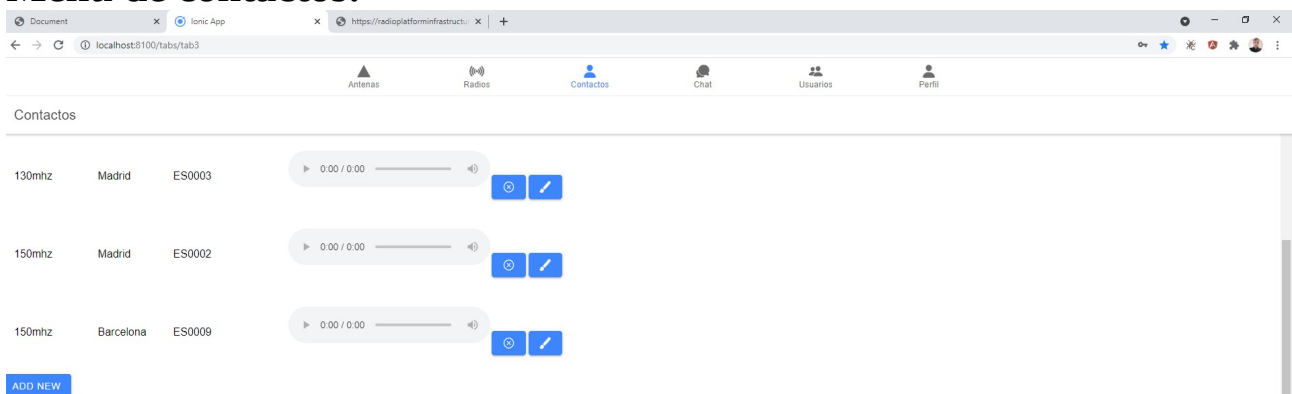 Menú de contactos:
Document
Ionic App
https://radioplatforminfrastructu
localhost:8100/tabs/tab3
Antenas Radios Contactos Chat Usuarios Perfil
Contactos
130mhz Madrid ES0003 0:00 / 0:00
150mhz Madrid ES0002 0:00 / 0:00
150mhz Barcelona ES0009 0:00 / 0:00
ADD NEW